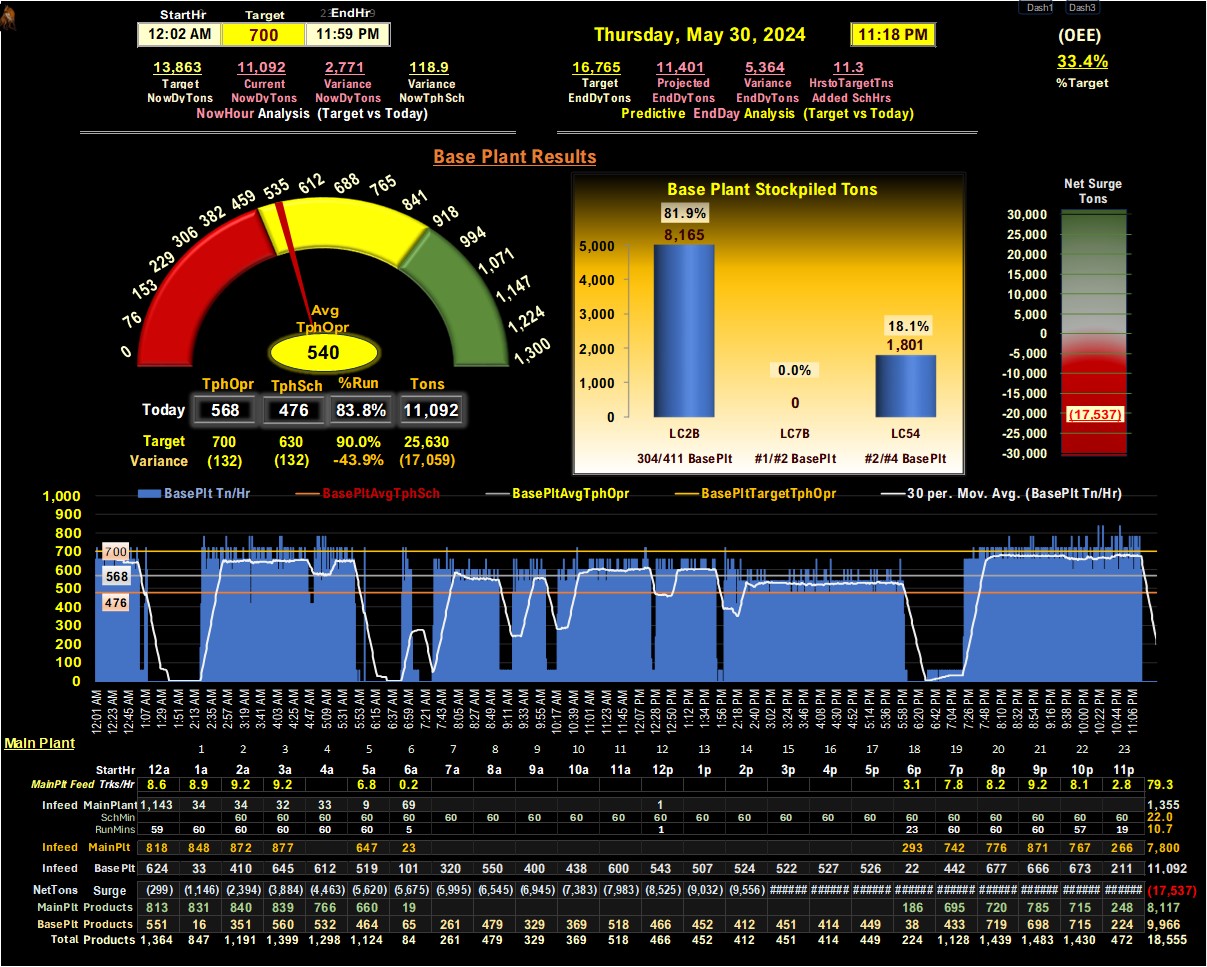 StartHr Target EndHr
12:02 AM 700 11:59 PM
Thursday, May 30, 2024 11:18 PM
Dash1 Dash3
(OEE)
33.4%
%Target
13,863 11,092 2,771 118.9
Target Current Variance Variance
NowDyTons NowDyTons NowDyTons NowTphSch
NowHour Analysis (Target vs Today)
16,765 11,401 5,364 11.3
Target Projected Variance HrstoTargetTns
EndDyTons EndDyTons EndDyTons Added SchHrs
Predictive EndDay Analysis (Target vs Today)
Base Plant Results
0 76 153 229 306 382 459 535 612 688 765 841 918 994 1,071 1,147 1,224 1,300
Avg
TphOpr
540
TphOpr TphSch %Run Tons
Today 568 476 83.8% 11,092
Target 700 630 90.0% 25,630
Variance (132) (132) -43.9% (17,059)
Base Plant Stockpiled Tons
81.9%
8,165
5,000
4,000
3,000
18.1%
1,801
2,000
0.0%
1,000
0
0
LC2B LC7B LC54
304/411 BasePlt #1/#2 BasePlt #2/#4 BasePlt
Net Surge
Tons
30,000
25,000
20,000
15,000
10,000
5,000
0
-5,000
-10,000
-15,000
-20,000
(17,537)
-25,000
-30,000
BasePlt Tn/Hr BasePltAvgTphSch BasePltAvgTphOpr BasePltTargetTphOpr 30 per. Mov. Avg. (BasePlt Tn/Hr)
1,000
900
800
700
600
500
400
300
200
100
0
700
568
476
12:01 AM 12:23 AM 12:45 AM 1:07 AM 1:29 AM 1:51 AM 2:13 AM 2:35 AM 2:57 AM 3:19 AM 3:41 AM 4:03 AM 4:25 AM 4:47 AM 5:09 AM 5:31 AM 5:53 AM 6:15 AM 6:37 AM 6:59 AM 7:21 AM 7:43 AM 8:05 AM 8:27 AM 8:49 AM 9:11 AM 9:33 AM 9:55 AM 10:17 AM 10:39 AM 11:01 AM 11:23 AM 11:45 AM 12:07 PM 12:28 PM 12:50 PM 1:12 PM 1:34 PM 1:56 PM 2:18 PM 2:40 PM 3:02 PM 3:24 PM 3:46 PM 4:08 PM 4:30 PM 4:52 PM 5:14 PM 5:36 PM 5:58 PM 6:20 PM 6:42 PM 7:04 PM 7:26 PM 7:48 PM 8:10 PM 8:32 PM 8:54 PM 9:16 PM 9:38 PM 10:00 PM 10:22 PM 10:44 PM 11:06 PM
Main Plant
1 2 3 4 5 6 7 8 9 10 11 12 13 14 15 16 17 18 19 20 21 22 23
StartHr 12a 1a 2a 3a 4a 5a 6a 7a 8a 9a 10a 11a 12p 1p 2p 3p 4p 5p 6p 7p 8p 9p 10p 11p
MainPlt Feed Trks/Hr 8.6 8.9 9.2 9.2 6.8 0.2 3.1 7.8 8.2 9.2 8.1 2.8 79.3
Infeed MainPlant 1,143 34 34 32 33 9 69 1 1,355
SchMin 60 60 60 60 60 60 60 60 60 60 60 60 60 60 60 60 60 60 60 60 60 60 22.0
RunMins 59 60 60 60 60 60 5 1 23 60 60 60 57 19 10.7
Infeed MainPlt 818 848 872 877 647 23 293 742 776 871 767 266 7,800
Infeed BasePlt 624 33 410 645 612 519 101 320 550 400 438 600 543 507 524 522 527 526 22 442 677 666 673 211 11,092
NetTons Surge (299) (1,146) (2,394) (3,884) (4,463) (5,620) (5,675) (5,995) (6,545) (6,945) (7,383) (7,983) (8,525) (9,032) (9,556) ###### ###### ###### ###### ###### ###### ###### ###### ###### (17,537)
MainPlt Products 813 831 840 839 766 660 19 186 695 720 785 715 248 8,117
BasePlt Products 551 16 351 560 532 464 65 261 479 329 369 518 466 452 412 451 414 449 38 433 719 698 715 224 9,966
Total Products 1,364 847 1,191 1,399 1,298 1,124 84 261 479 329 369 518 466 452 412 451 414 449 224 1,128 1,439 1,483 1,430 472 18,555